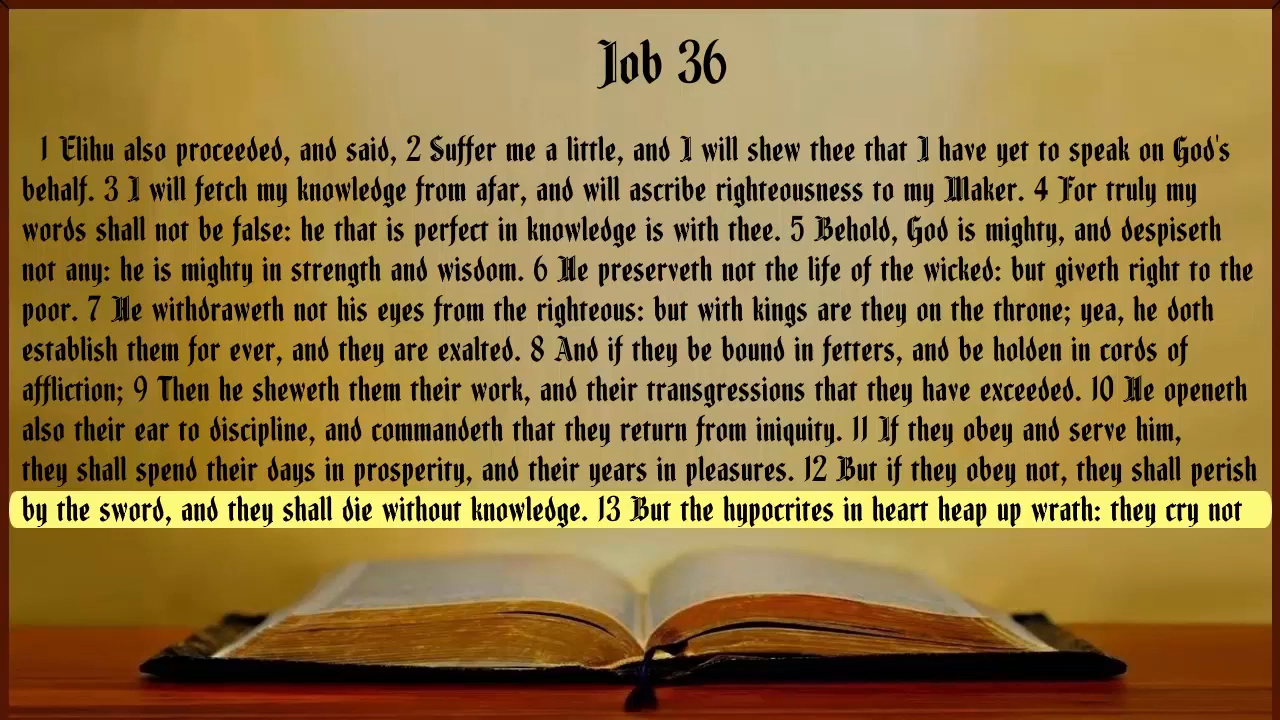 Job 36
1 Elihu also proceeded, and said, 2 Suffer me a little, and I will shew thee that I have yet to speak on God's
behalf. 3 I will fetch my knowledge from afar, and will ascribe righteousness to my Maker. 4 For truly my
words shall not be false: he that is perfect in knowledge is with thee. 5 Behold, God is mighty, and despiseth
not any: he is mighty in strength and wisdom. 6 He preserveth not the life of the wicked: but giveth right to the
poor. 7 He withdraweth not his eyes from the righteous: but with kings are they on the throne; yea, he doth
establish them for ever, and they are exalted. 8 And if they be bound in fetters, and be holden in cords of
affliction; 9 Then he sheweth them their work, and their transgressions that they have exceeded. 10 He openeth
also their ear to discipline, and commandeth that they return from iniquity. 11 If they obey and serve him,
they shall spend their days in prosperity, and their years in pleasures. 12 But if they obey not, they shall perish
by the sword, and they shall die without knowledge. 13 But the hypocrites in heart heap up wrath: they cry not